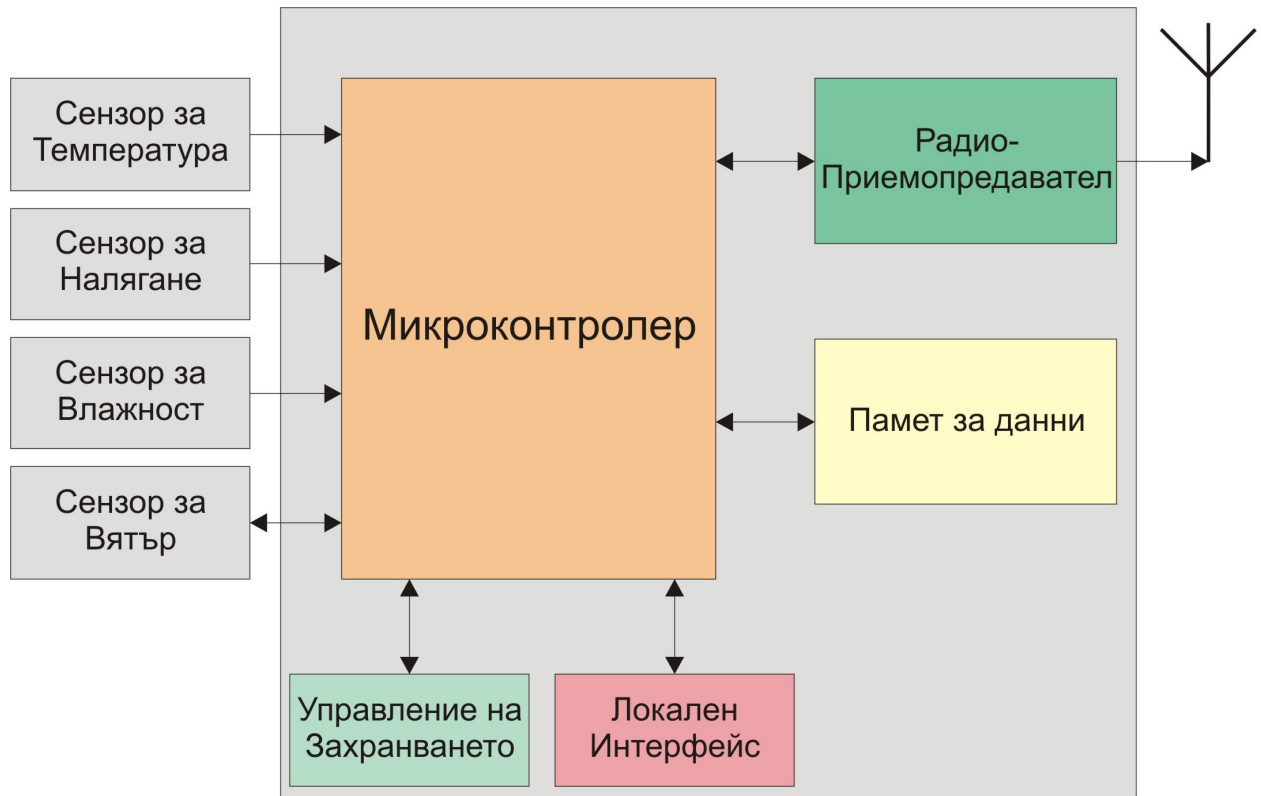 Сензор за
Температура
Сензор за
Налягане
Сензор за
Влажност
Сензор за
Вятър
Микроконтролер
Радио-
Приемопредавател
Памет за данни
Управление на
Захранването
Локален
Интерфейс